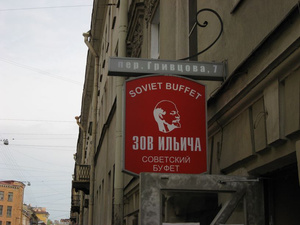 пер. Гривцова, 7
SOVIET BUFFET
ЗОВ ИЛЬИЧА
СОВЕТСКИЙ
БУФЕТ